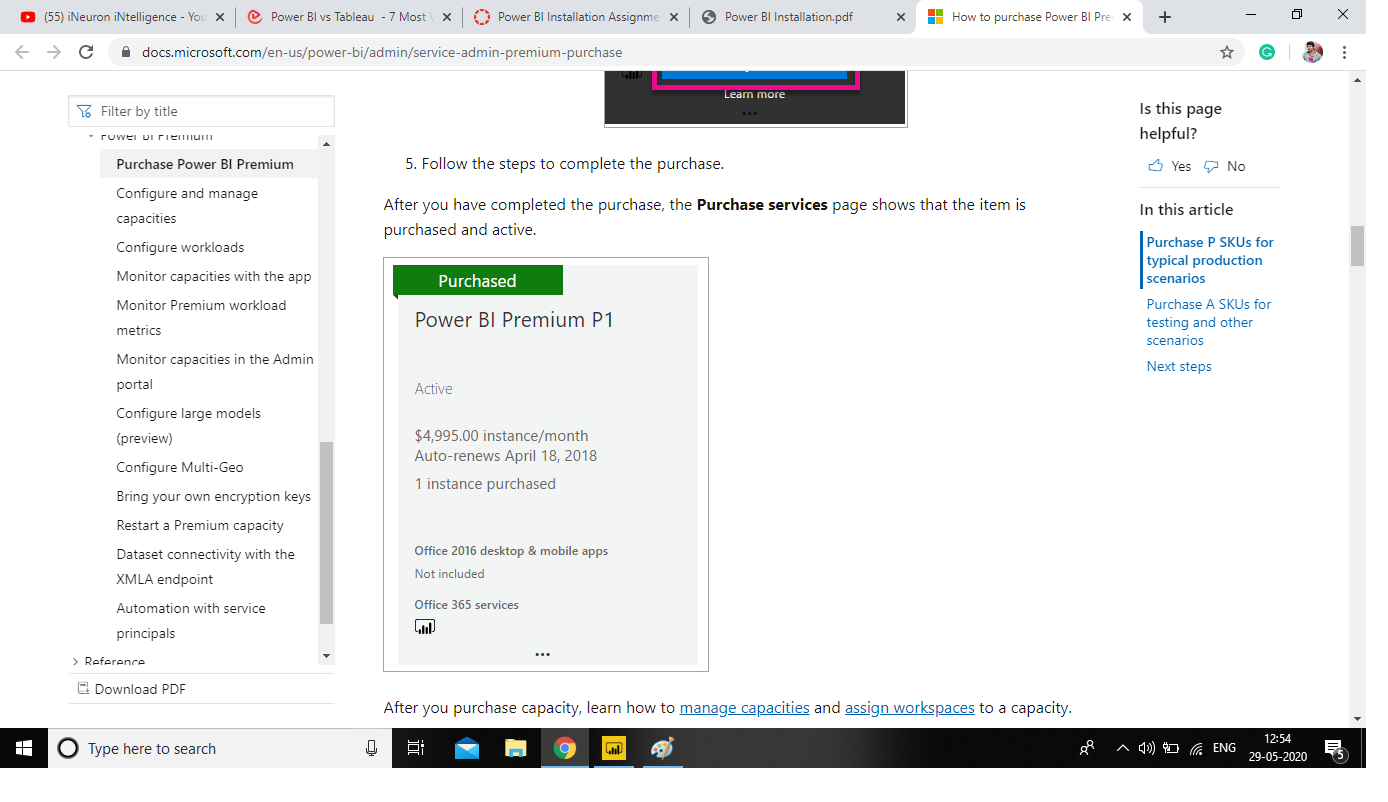 (55) iNeuron iNtelligence - You
Power BI vs Tableau - 7 Most
Power BI Installation Assignme
Power BI Installation.pdf
How to purchase Power BI Pre
docs.microsoft.com/en-us/power-bi/admin/service-admin-premium-purchase
Filter by title
Power BI Premium
Purchase Power BI Premium
Configure and manage
capacities
Configure workloads
Monitor capacities with the app
Monitor Premium workload
metrics
Monitor capacities in the Admin
portal
Configure large models
(preview)
Configure Multi-Geo
Bring your own encryption keys
Restart a Premium capacity
Dataset connectivity with the
XMLA endpoint
Automation with service
principals
Reference
Download PDF
Learn more
5. Follow the steps to complete the purchase.
After you have completed the purchase, the Purchase services page shows that the item is
purchased and active.
Purchased
Power BI Premium P1
Active
$4,995.00 instance/month
Auto-renews April 18, 2018
1 instance purchased
Office 2016 desktop & mobile apps
Not included
Office 365 services
After you purchase capacity, learn how to manage capacities and assign workspaces to a capacity.
Is this page
helpful?
Yes No
In this article
Purchase P SKUs for
typical production
scenarios
Purchase A SKUs for
testing and other
scenarios
Next steps
Type here to search
ENG
12:54
29-05-2020
5